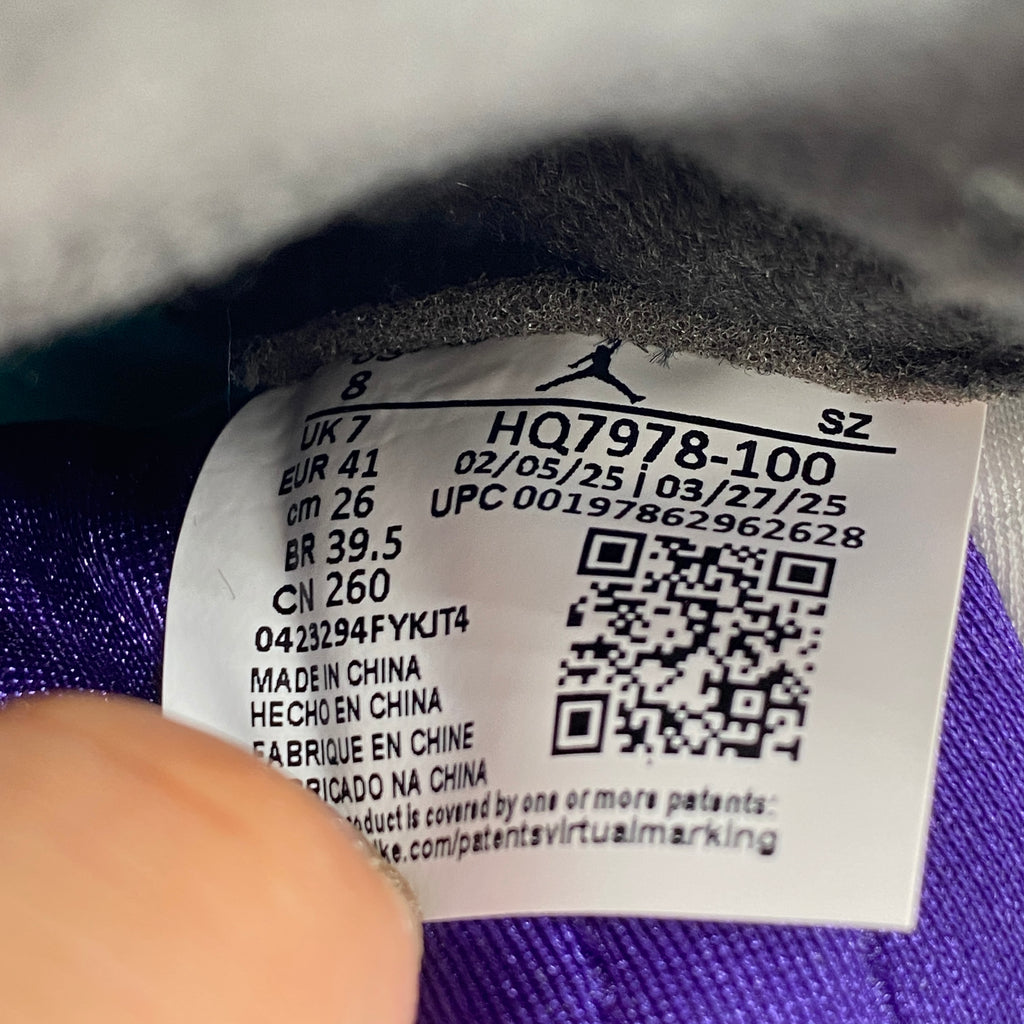 8
SZ
UK 7
EUR 41
cm 26
BR 39.5
CN 260
HQ7978-100
02/05/25 | 03/27/25
UPC 00197862962628
0423294FYKJT4
MADE IN CHINA
HECHO EN CHINA
FABRIQUE EN CHINE
RICADO NA CHINA
oduct is covered by one or more patents:
ke.com/patentsvirtualmarking